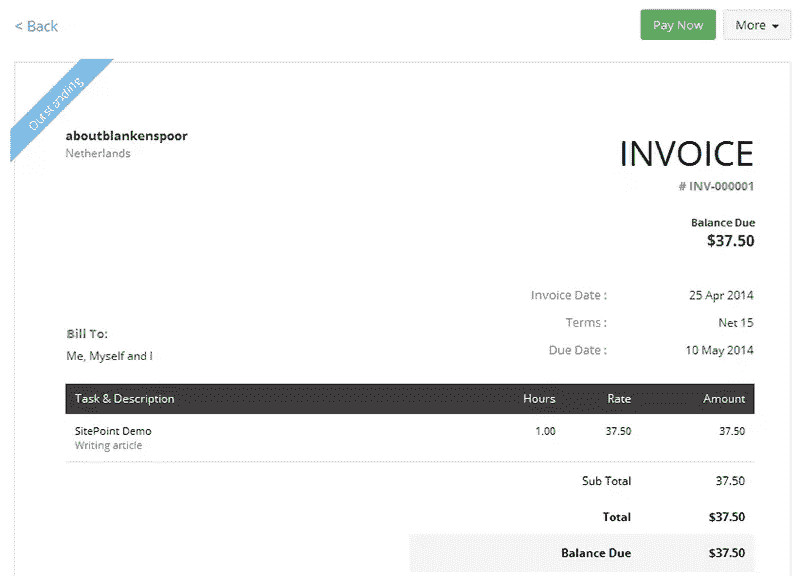 < Back
Pay Now
More
Outstanding
aboutblankenspoor
Netherlands
INVOICE
# INV-000001
Balance Due
$37.50
Invoice Date : 25 Apr 2014
Terms : Net 15
Due Date : 10 May 2014
Bill To:
Me, Myself and I
Task & Description Hours Rate Amount
SitePoint Demo 1.00 37.50 37.50
Writing article
Sub Total 37.50
Total $37.50
Balance Due $37.50